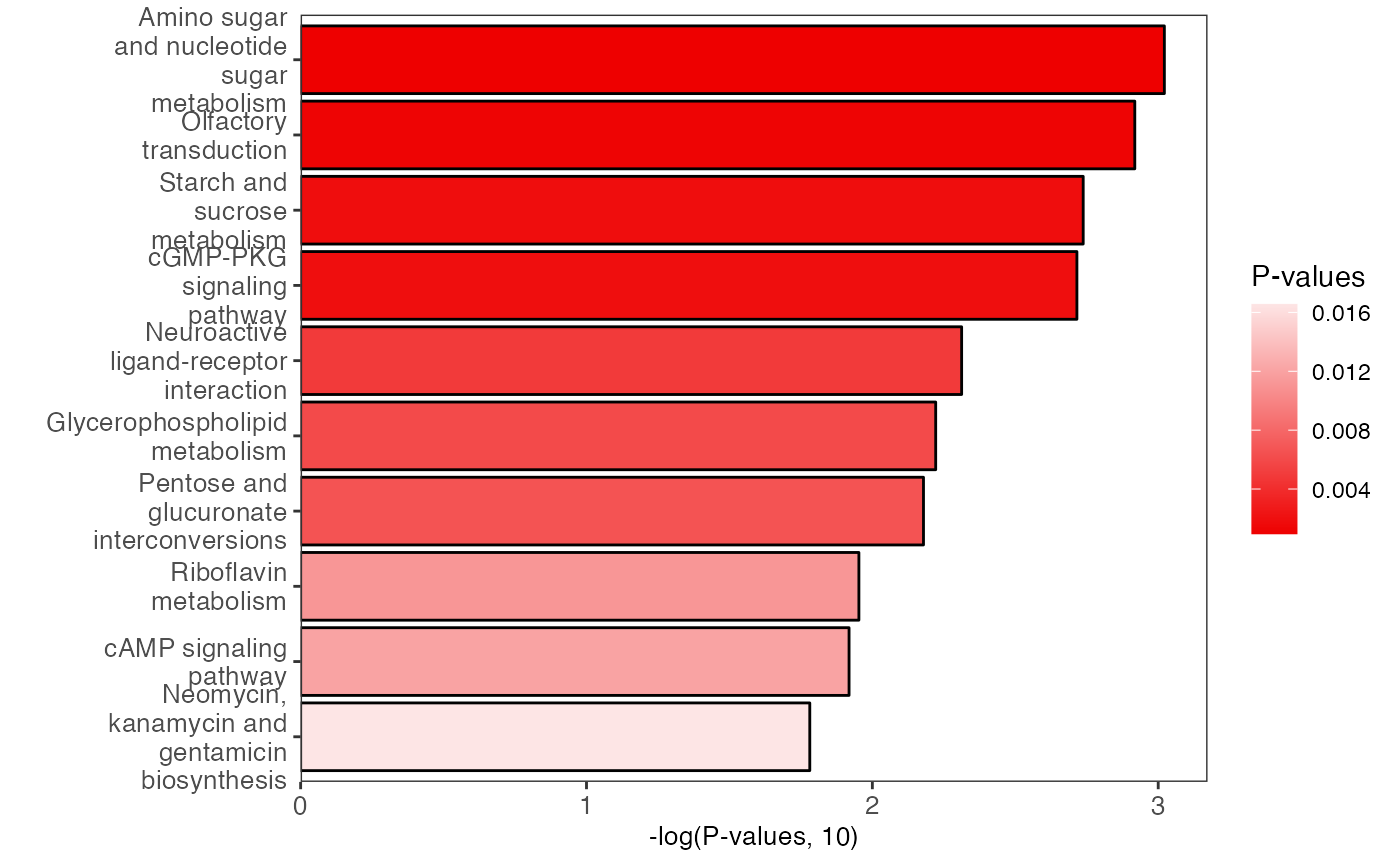 Amino sugar
and nucleotide
sugar
metabolism
Olfactory
transduction
Starch and
sucrose
metabolism
cGMP-PKG
signaling
pathway
Neuroactive
ligand-receptor
interaction
Glycerophospholipid
metabolism
Pentose and
glucuronate
interconversions
Riboflavin
metabolism
cAMP signaling
pathway
Neomycin,
kanamycin and
gentamicin
biosynthesis
0 1 2 3
-log(P-values, 10)
P-values
0.016
0.012
0.008
0.004